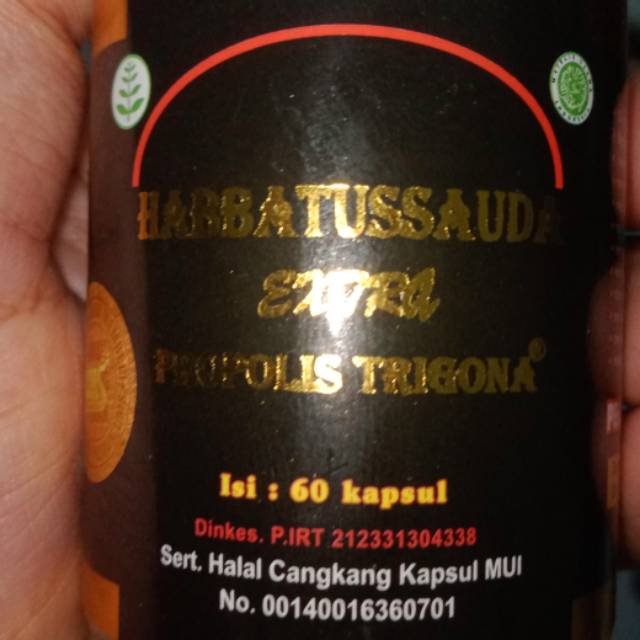 HABBATUSSAUDA
EXTRA
PROPOLIS TRIGONA®
Isi : 60 kapsul
Dinkes. P.IRT 212331304338
Sert. Halal Cangkang Kapsul MUI
No. 00140016360701